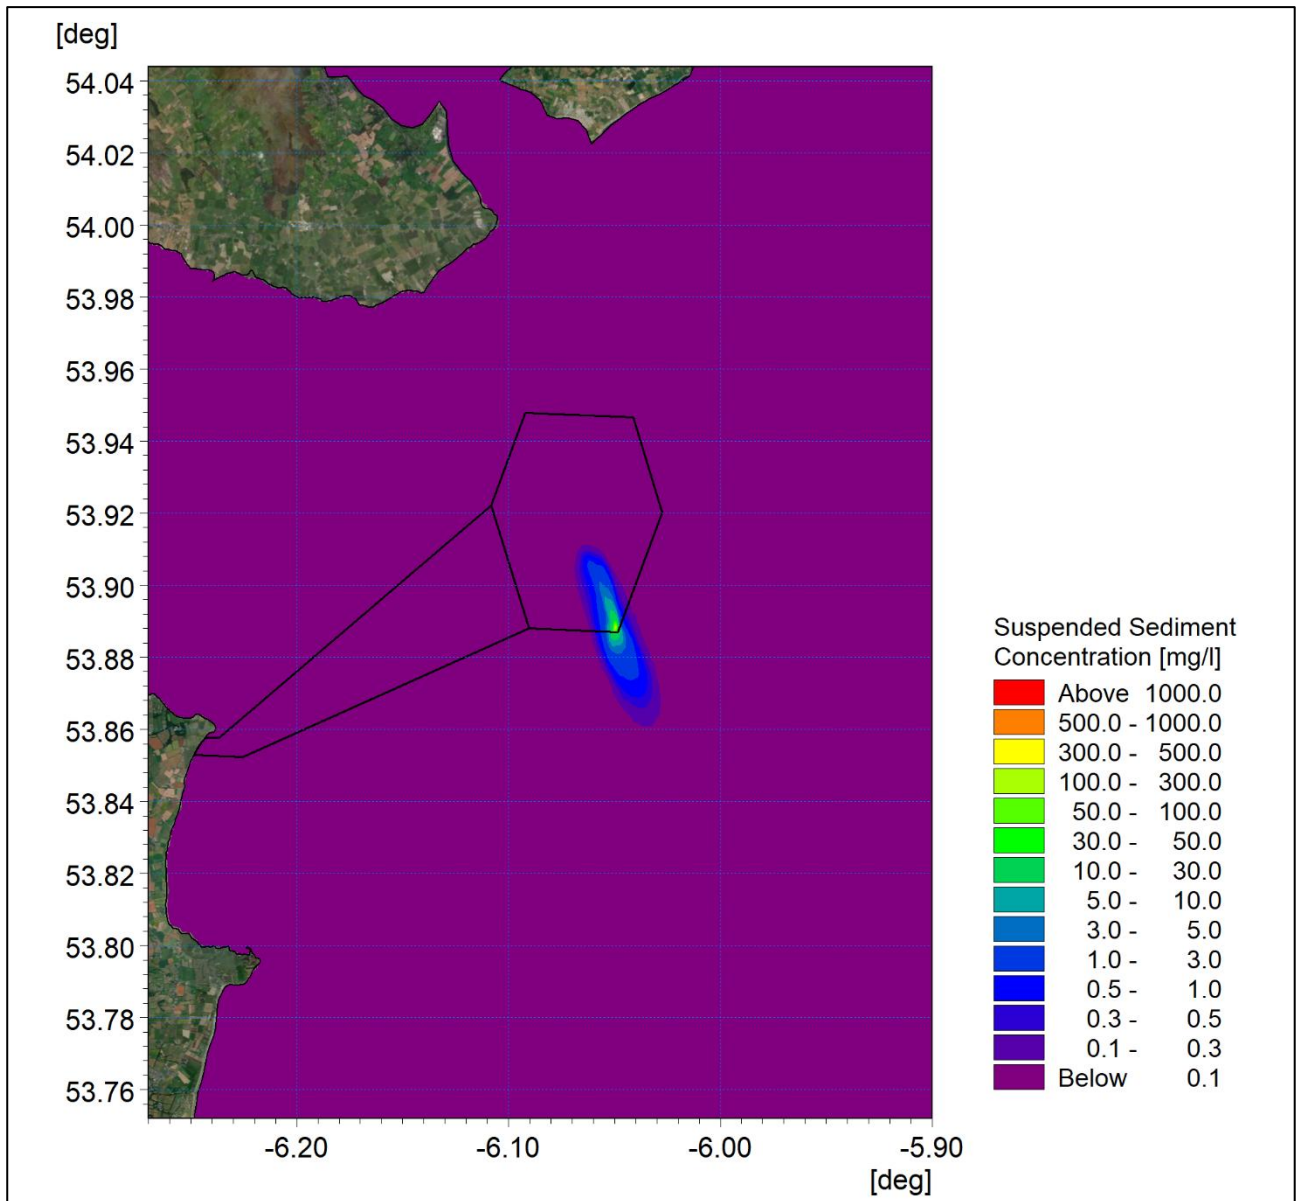 [deg]
54.04
54.02
54.00
53.98
53.96
53.94
53.92
53.90
53.88
53.86
53.84
53.82
53.80
53.78
53.76
-6.20 -6.10 -6.00 -5.90
[deg]
Suspended Sediment
Concentration [mg/l]
Above 1000.0
500.0 - 1000.0
300.0 - 500.0
100.0 - 300.0
50.0 - 100.0
30.0 - 50.0
10.0 - 30.0
5.0 - 10.0
3.0 - 5.0
1.0 - 3.0
0.5 - 1.0
0.3 - 0.5
0.1 - 0.3
Below 0.1